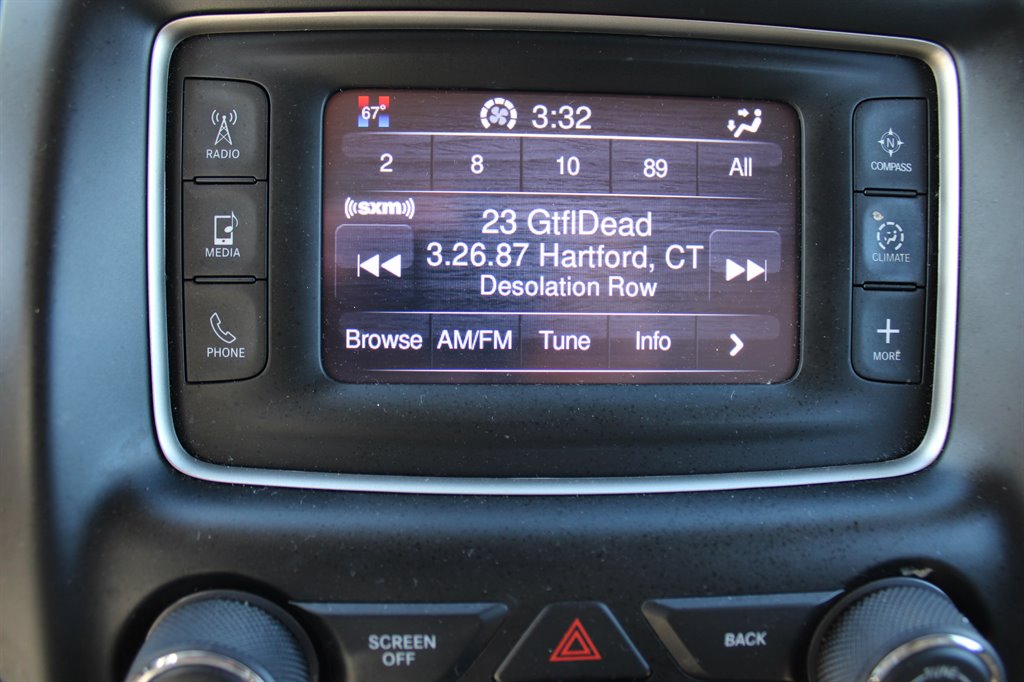 67° 3:32
2 8 10 89 All
((sxm))
23 GtflDead
3.26.87 Hartford, CT
Desolation Row
Browse AM/FM Tune Info
RADIO
MEDIA
PHONE
N
COMPASS
CLIMATE
MORE
SCREEN
OFF
BACK
TUNE